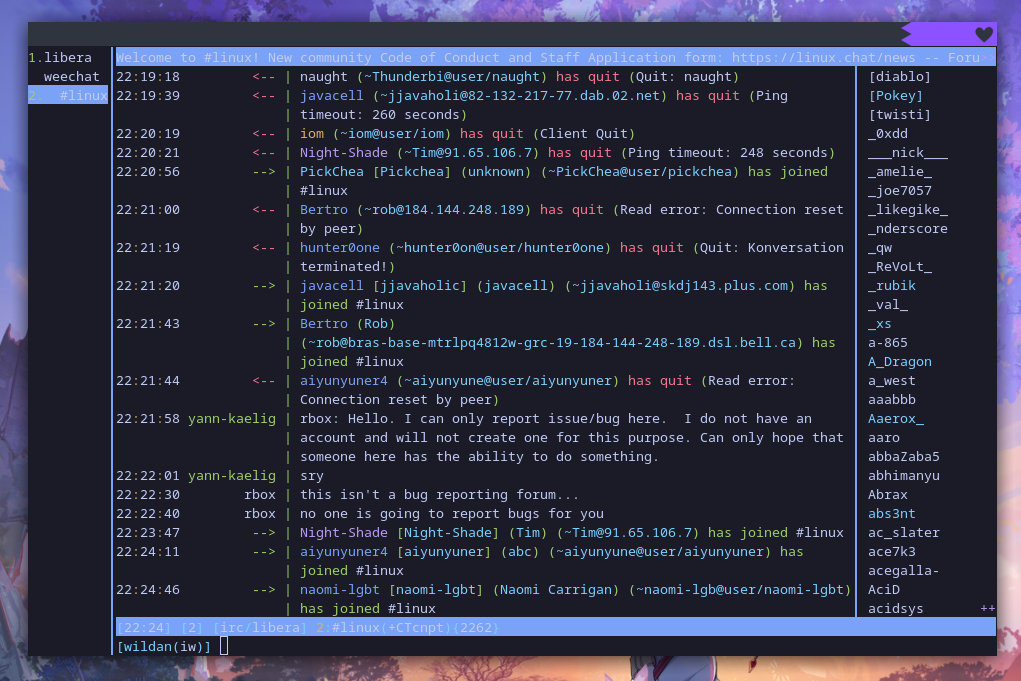 1.libera
weechat
2. #linux
Welcome to #linux! New community Code of Conduct and Staff Application form: https://linux.chat/news -- Foru>>
22:19:18 <-- | naught (~Thunderbi@user/naught) has quit (Quit: naught)
22:19:39 <-- | javacell (~jjavaholi@82-132-217-77.dab.02.net) has quit (Ping
| timeout: 260 seconds)
22:20:19 <-- | iom (~iom@user/iom) has quit (Client Quit)
22:20:21 <-- | Night-Shade (~Tim@91.65.106.7) has quit (Ping timeout: 248 seconds)
22:20:56 --> | PickChea [Pickchea] (unknown) (~PickChea@user/pickchea) has joined
| #linux
22:21:00 <-- | Bertro (~rob@184.144.248.189) has quit (Read error: Connection reset
| by peer)
22:21:19 <-- | hunter0one (~hunter0on@user/hunter0one) has quit (Quit: Konversation
| terminated!)
22:21:20 --> | javacell [jjavaholic] (javacell) (~jjavaholi@skdj143.plus.com) has
| joined #linux
22:21:43 --> | Bertro (Rob)
| (~rob@bras-base-mtrlpq4812w-grc-19-184-144-248-189.dsl.bell.ca) has
| joined #linux
22:21:44 <-- | aiyunyuner4 (~aiyunyune@user/aiyunyuner) has quit (Read error:
| Connection reset by peer)
22:21:58 yann-kaelig | rbox: Hello. I can only report issue/bug here.  I do not have an
| account and will not create one for this purpose. Can only hope that
| someone here has the ability to do something.
22:22:01 yann-kaelig | sry
22:22:30 rbox | this isn't a bug reporting forum...
22:22:40 rbox | no one is going to report bugs for you
22:23:47 --> | Night-Shade [Night-Shade] (Tim) (~Tim@91.65.106.7) has joined #linux
22:24:11 --> | aiyunyuner4 [aiyunyuner] (abc) (~aiyunyune@user/aiyunyuner) has
| joined #linux
22:24:46 --> | naomi-lgbt [naomi-lgbt] (Naomi Carrigan) (~naomi-lgb@user/naomi-lgbt)
| has joined #linux
[diablo]
[Pokey]
[twisti]
_0xdd
___nick___
_amelie_
_joe7057
_likegike_
_nderscore
_qw
_ReVoLt_
_rubik
_val_
_xs
a-865
A_Dragon
a_west
aaabbb
Aaerox_
aaro
abbaZaba5
abhimanyu
Abrax
abs3nt
ac_slater
ace7k3
acegalla-
AciD
acidsys ++
[22:24] [2] [irc/libera] 2:#linux(+CTcnpt){2262}
[wildan(iw)]